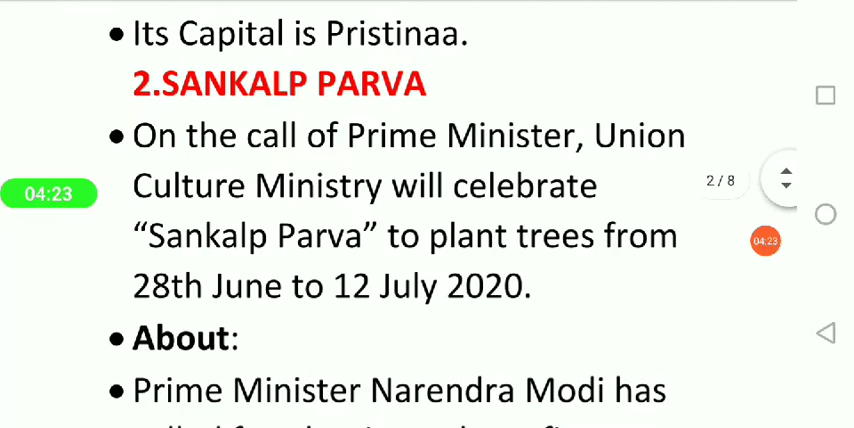 • Its Capital is Pristinaa.
2.SANKALP PARVA
• On the call of Prime Minister, Union
Culture Ministry will celebrate
“Sankalp Parva” to plant trees from
28th June to 12 July 2020.
• About:
• Prime Minister Narendra Modi has
04:23
2/8
04:23